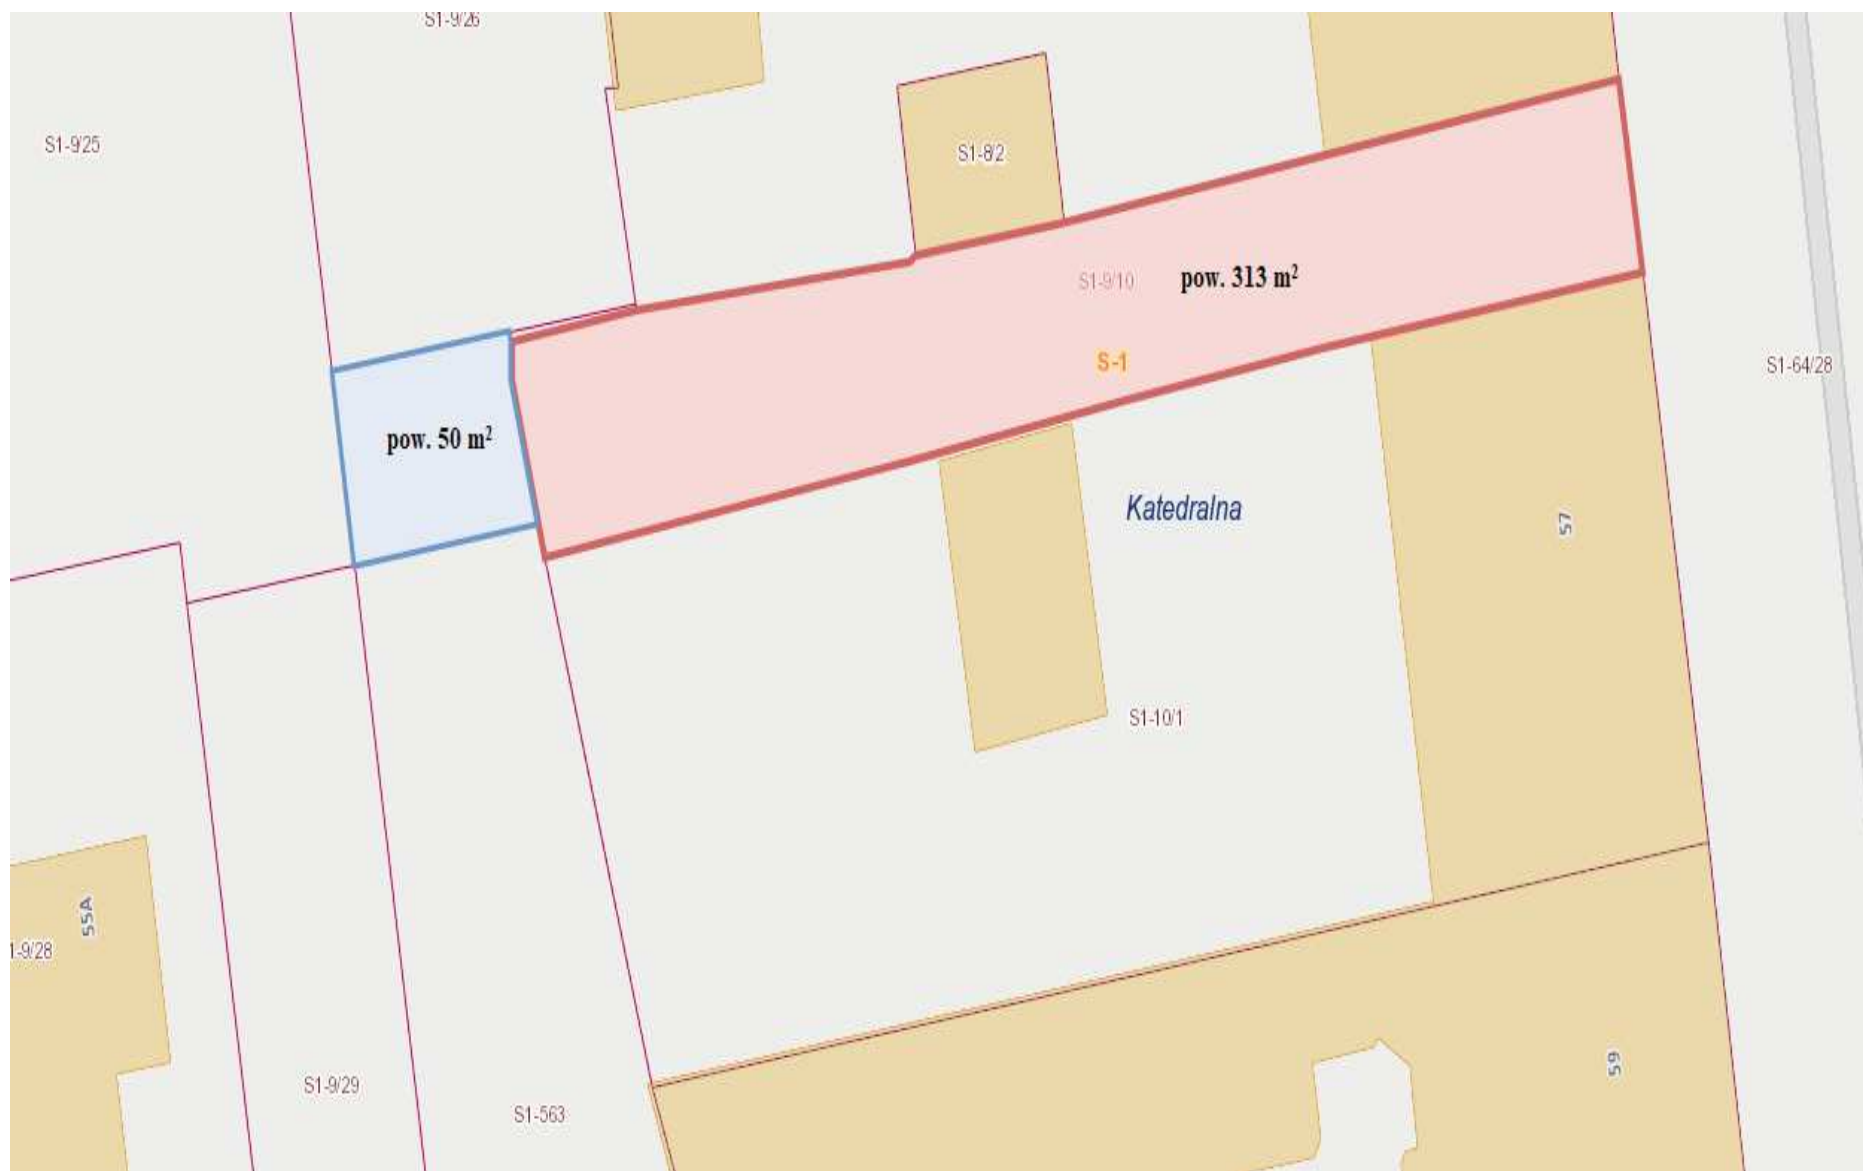 S1-9/26
S1-9/25
S1-8/2
S1-9/10
pow. 313 m²
S-1
S1-64/28
pow. 50 m²
Katedralna
57
S1-10/1
55A
1-9/28
59
S1-9/29
S1-563